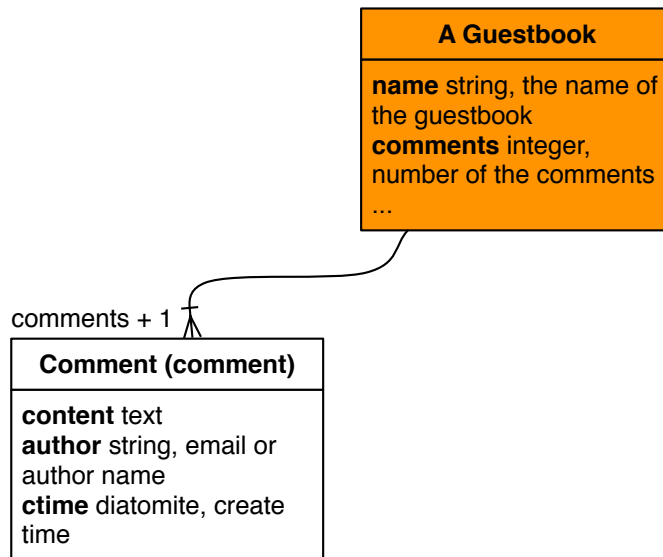 A Guestbook
name string, the name of
the guestbook
comments integer,
number of the comments
...
comments + 1
Comment (comment)
content text
author string, email or
author name
ctime diatomite, create
time